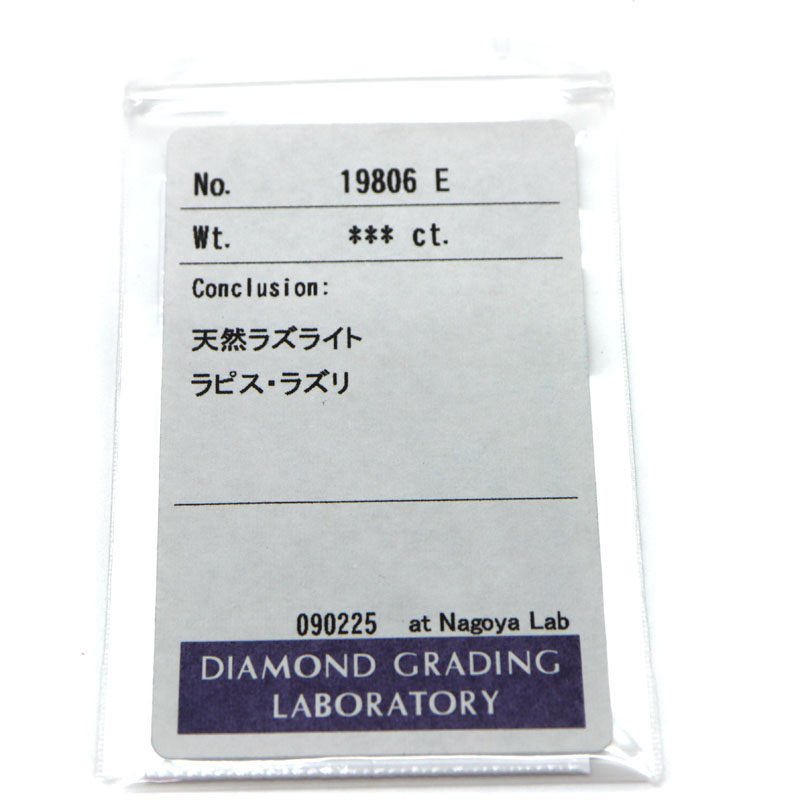 No. 19806 E
Wt. *** ct.
Conclusion:
天然ラズライト
ラピス・ラズリ
090225 at Nagoya Lab
DIAMOND GRADING
LABORATORY